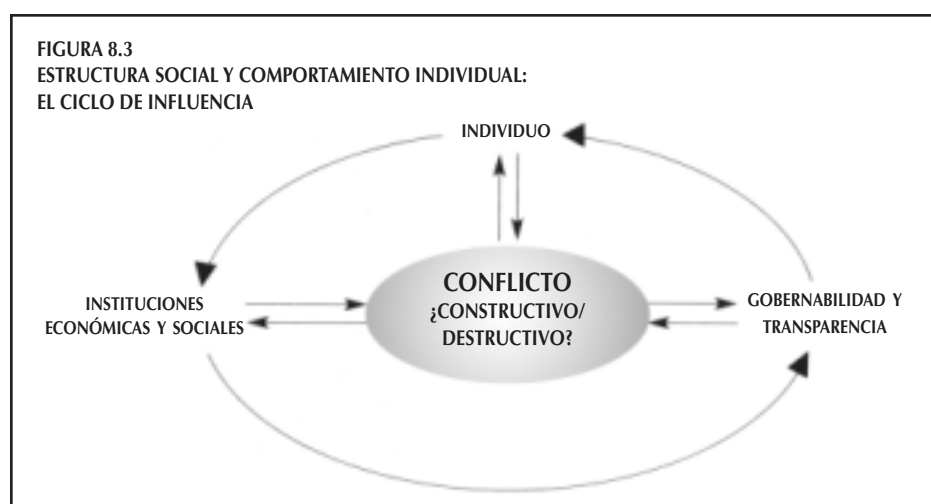 FIGURA 8.3
ESTRUCTURA SOCIAL Y COMPORTAMIENTO INDIVIDUAL:
EL CICLO DE INFLUENCIA
INDIVIDUO
CONFLICTO
¿CONSTRUCTIVO/
DESTRUCTIVO?
INSTITUCIONES
ECONÓMICAS Y SOCIALES
GOBERNABILIDAD Y
TRANSPARENCIA